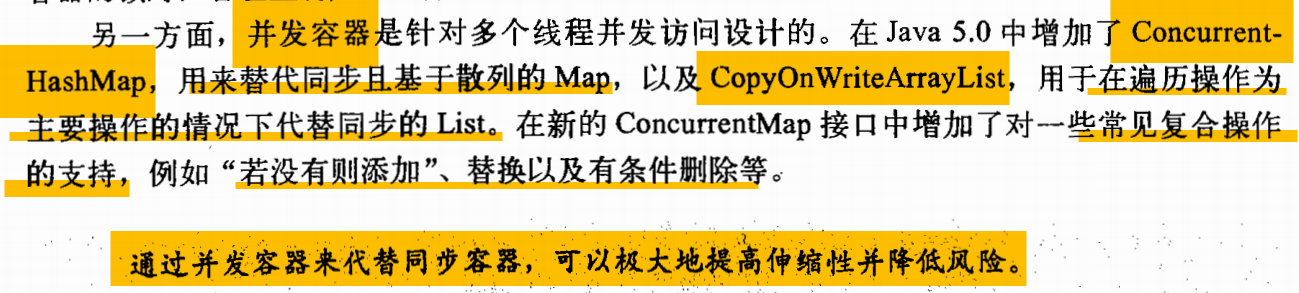 另一方面，并发容器是针对多个线程并发访问设计的。在 Java 5.0 中增加了 Concurrent-
HashMap，用来替代同步且基于散列的 Map，以及 CopyOnWriteArrayList，用于在遍历操作为
主要操作的情况下代替同步的 List。在新的 ConcurrentMap 接口中增加了对一些常见复合操作
的支持，例如“若没有则添加”、替换以及有条件删除等。
通过并发容器来代替同步容器，可以极大地提高伸缩性并降低风险。